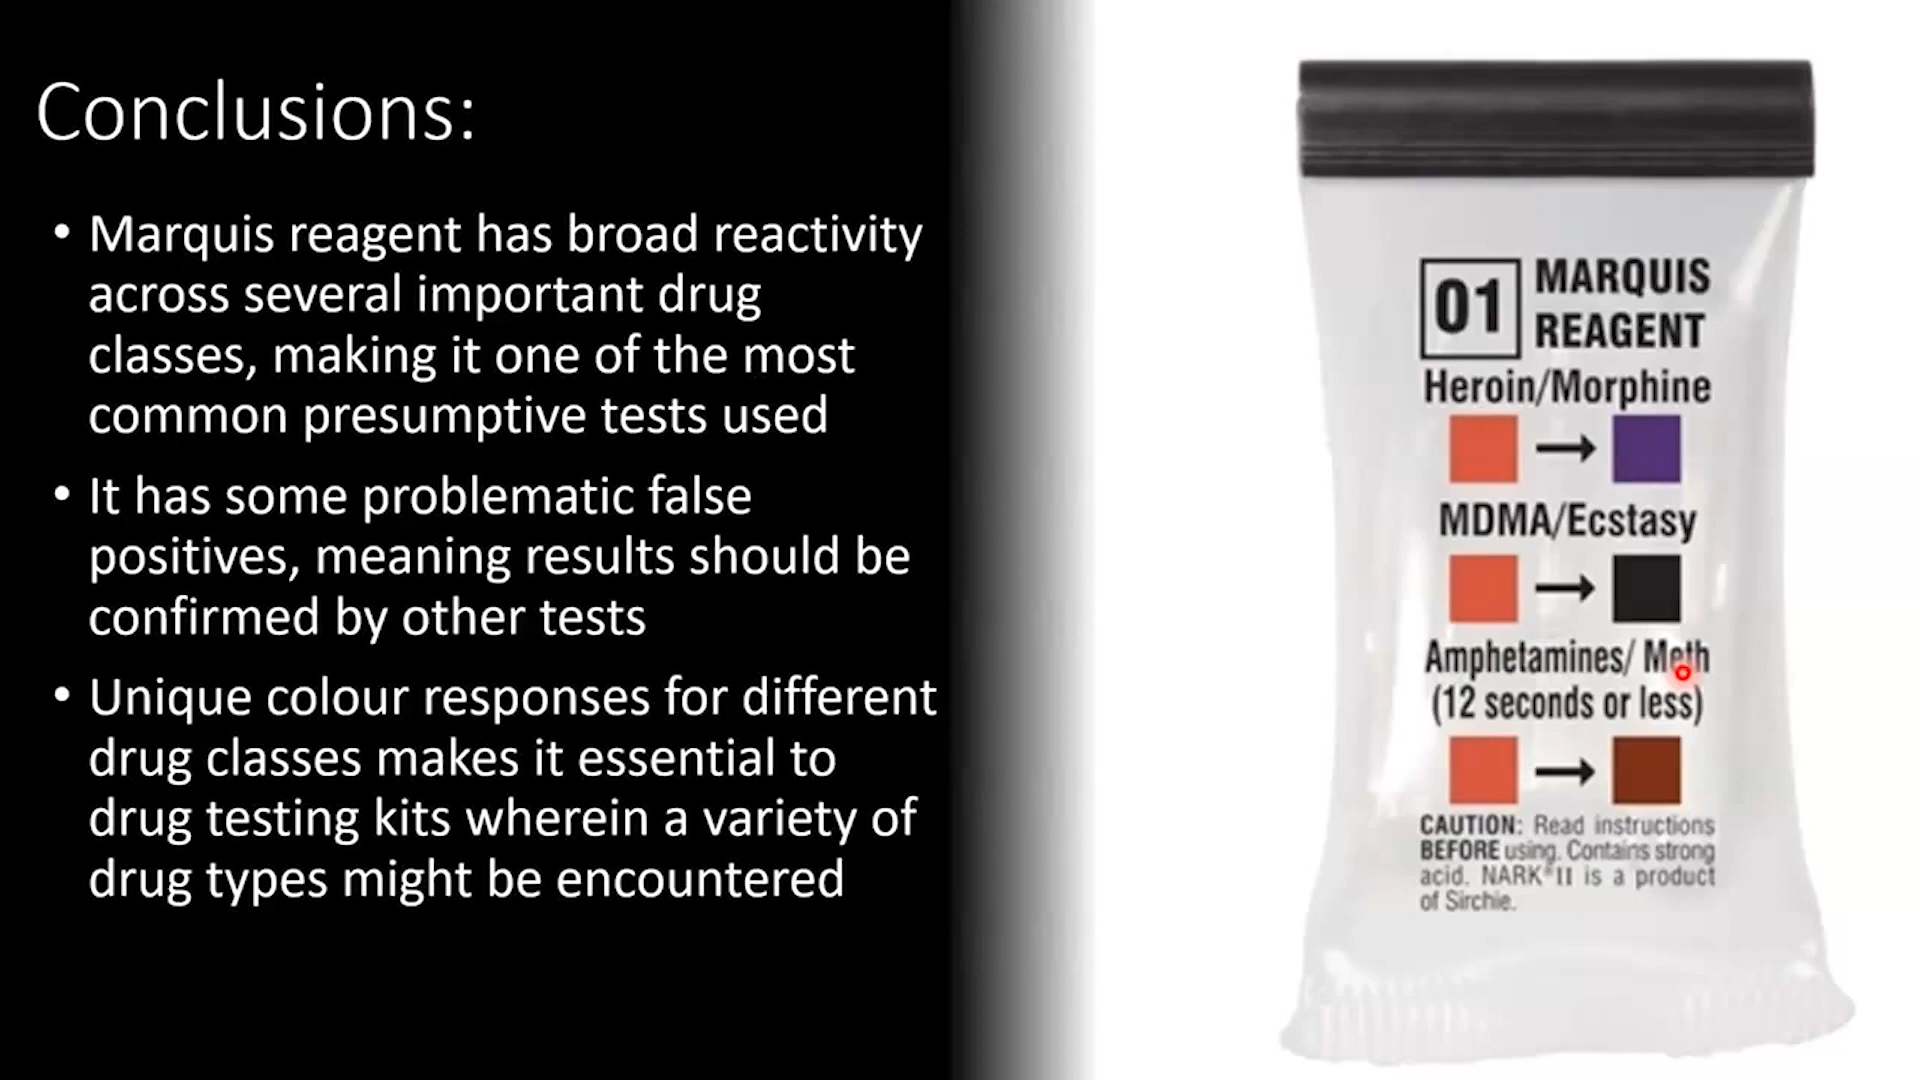 Conclusions:
• Marquis reagent has broad reactivity
across several important drug
classes, making it one of the most
common presumptive tests used
• It has some problematic false
positives, meaning results should be
confirmed by other tests
• Unique colour responses for different
drug classes makes it essential to
drug testing kits wherein a variety of
drug types might be encountered
01 MARQUIS
REAGENT
Heroin/Morphine
MDMA/Ecstasy
Amphetamines/ Meth
(12 seconds or less)
CAUTION: Read instructions
BEFORE using. Contains strong
acid. NARK®II is a product
of Sirchie.